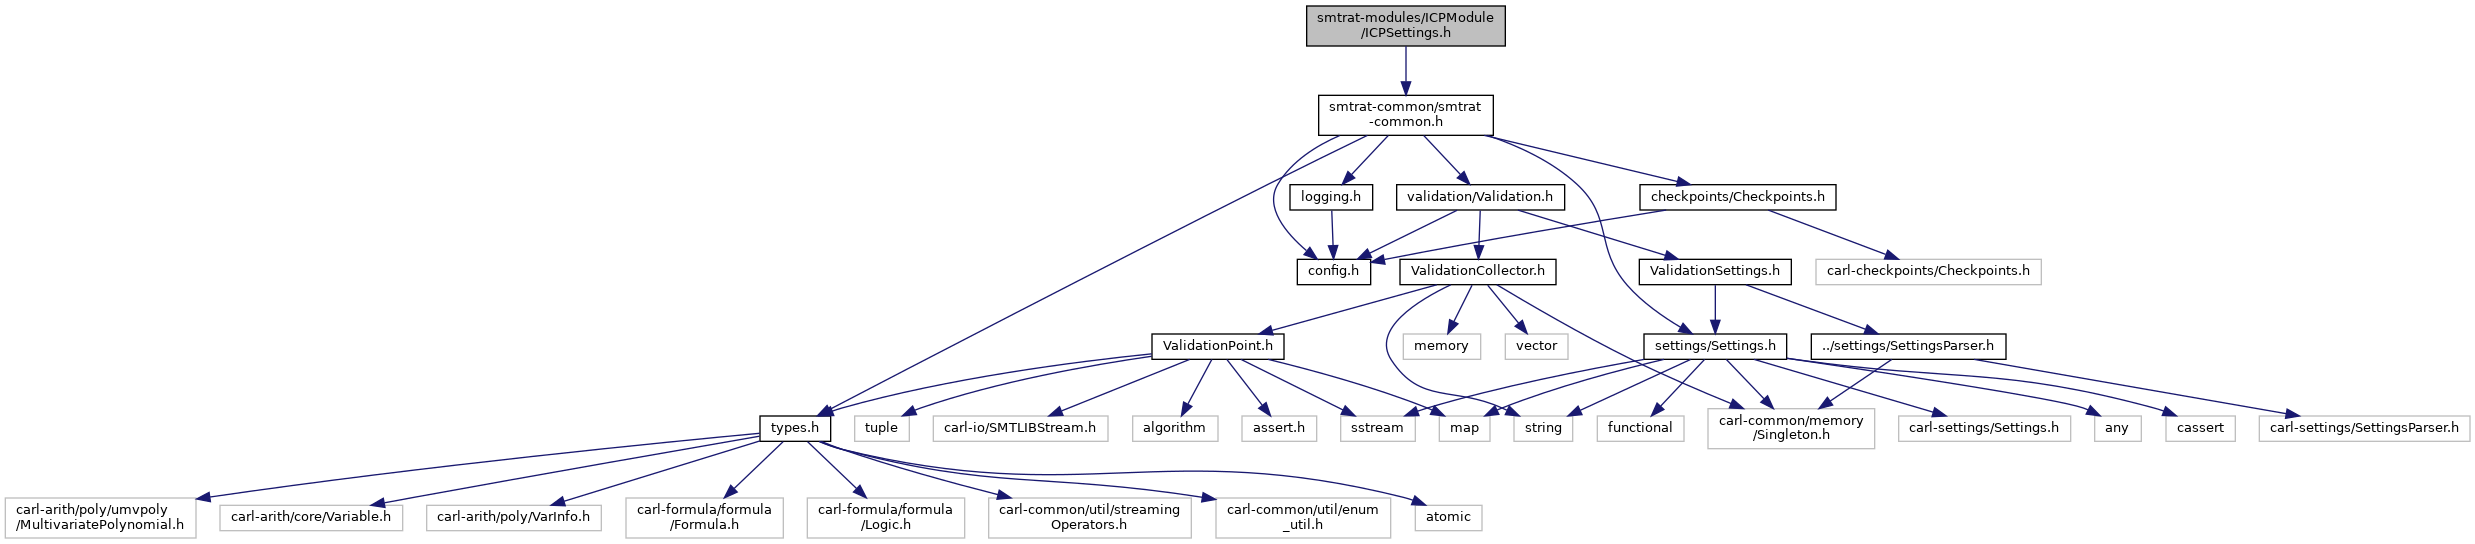 smtrat-modules/ICPModule
/ICPSettings.h
smtrat-common/smtrat
-common.h
logging.h
validation/Validation.h
checkpoints/Checkpoints.h
config.h
ValidationCollector.h
ValidationSettings.h
carl-checkpoints/Checkpoints.h
ValidationPoint.h
memory
vector
settings/Settings.h
../settings/SettingsParser.h
types.h
tuple
carl-io/SMTLIBStream.h
algorithm
assert.h
sstream
map
string
functional
carl-common/memory
/Singleton.h
carl-settings/Settings.h
any
cassert
carl-settings/SettingsParser.h
carl-arith/poly/umvpoly
/MultivariatePolynomial.h
carl-arith/core/Variable.h
carl-arith/poly/VarInfo.h
carl-formula/formula
/Formula.h
carl-formula/formula
/Logic.h
carl-common/util/streaming
Operators.h
carl-common/util/enum
_util.h
atomic